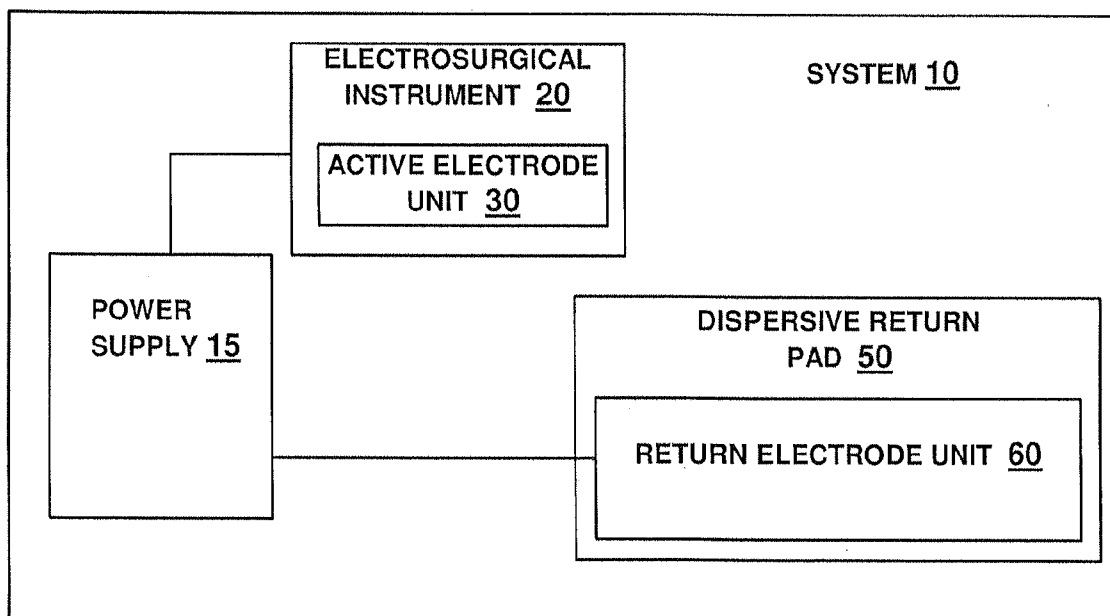 ELECTROSURGICAL
INSTRUMENT 20
SYSTEM 10
ACTIVE ELECTRODE
UNIT 30
POWER
SUPPLY 15
DISPERSIVE RETURN
PAD 50
RETURN ELECTRODE UNIT 60